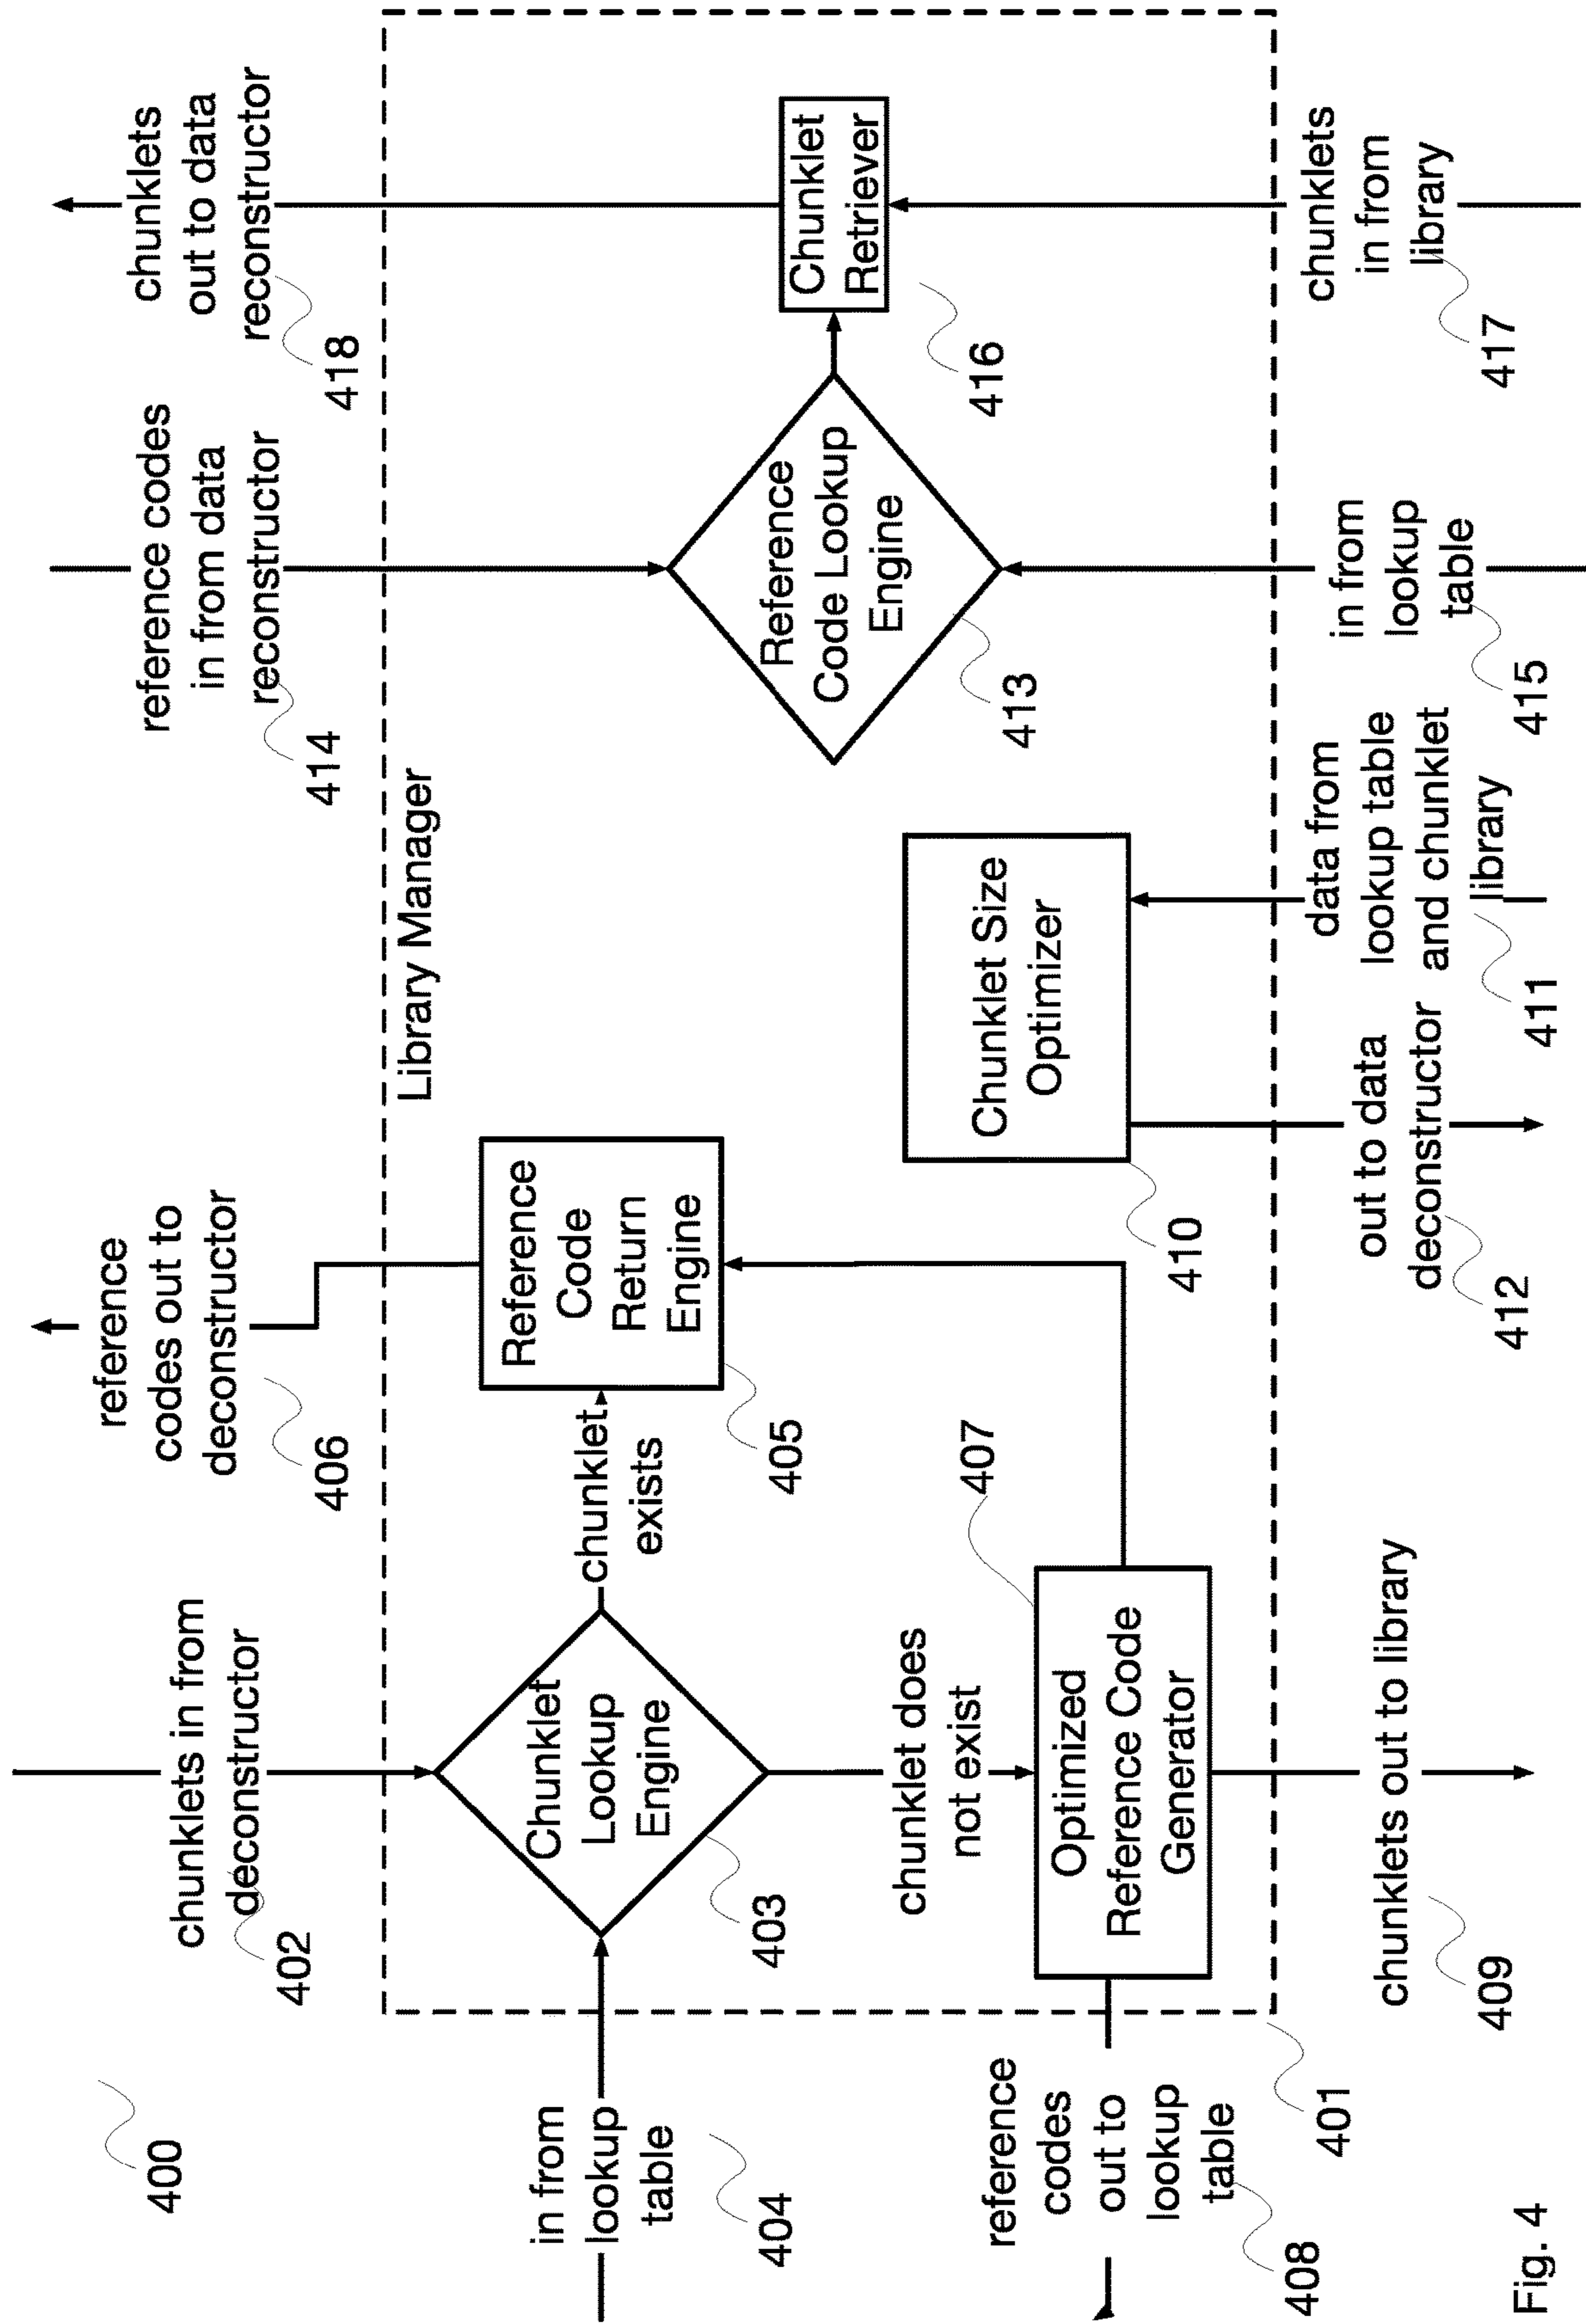 400
chunklets in from
deconstructor
402
reference
codes out to
deconstructor
406
reference codes
in from data
reconstructor
414
chunklets
out to data
reconstructor
418
Library Manager
in from
lookup
table
404
Chunklet
Lookup
Engine
403
chunklet
exists
Reference
Code
Return
Engine
405
chunklet does
not exist
407
Optimized
Reference Code
Generator
reference
codes
out to
lookup
table
408
401
chunklets out to library
409
Chunklet Size
Optimizer
410
out to data
deconstructor
412
data from
lookup table
and chunklet
library
411
Reference
Code Lookup
Engine
413
in from
lookup
table
415
Chunklet
Retriever
416
chunklets
in from
library
417
Fig. 4